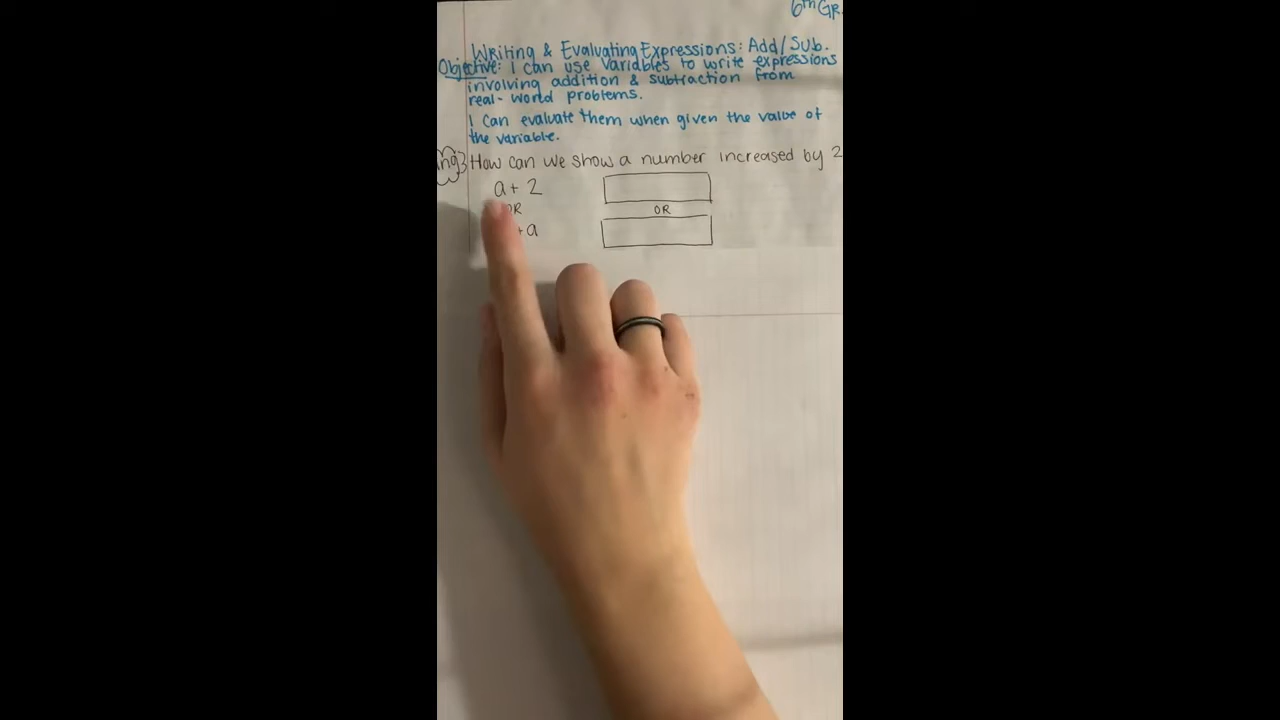 6th GR.
Writing & Evaluating Expressions: Add/Sub.
Objective: I can use variables to write expressions
involving addition & subtraction from
real-world problems.
I can evaluate them when given the value of
the variable.
How can we show a number increased by 2
a + 2
OR
OR
+a